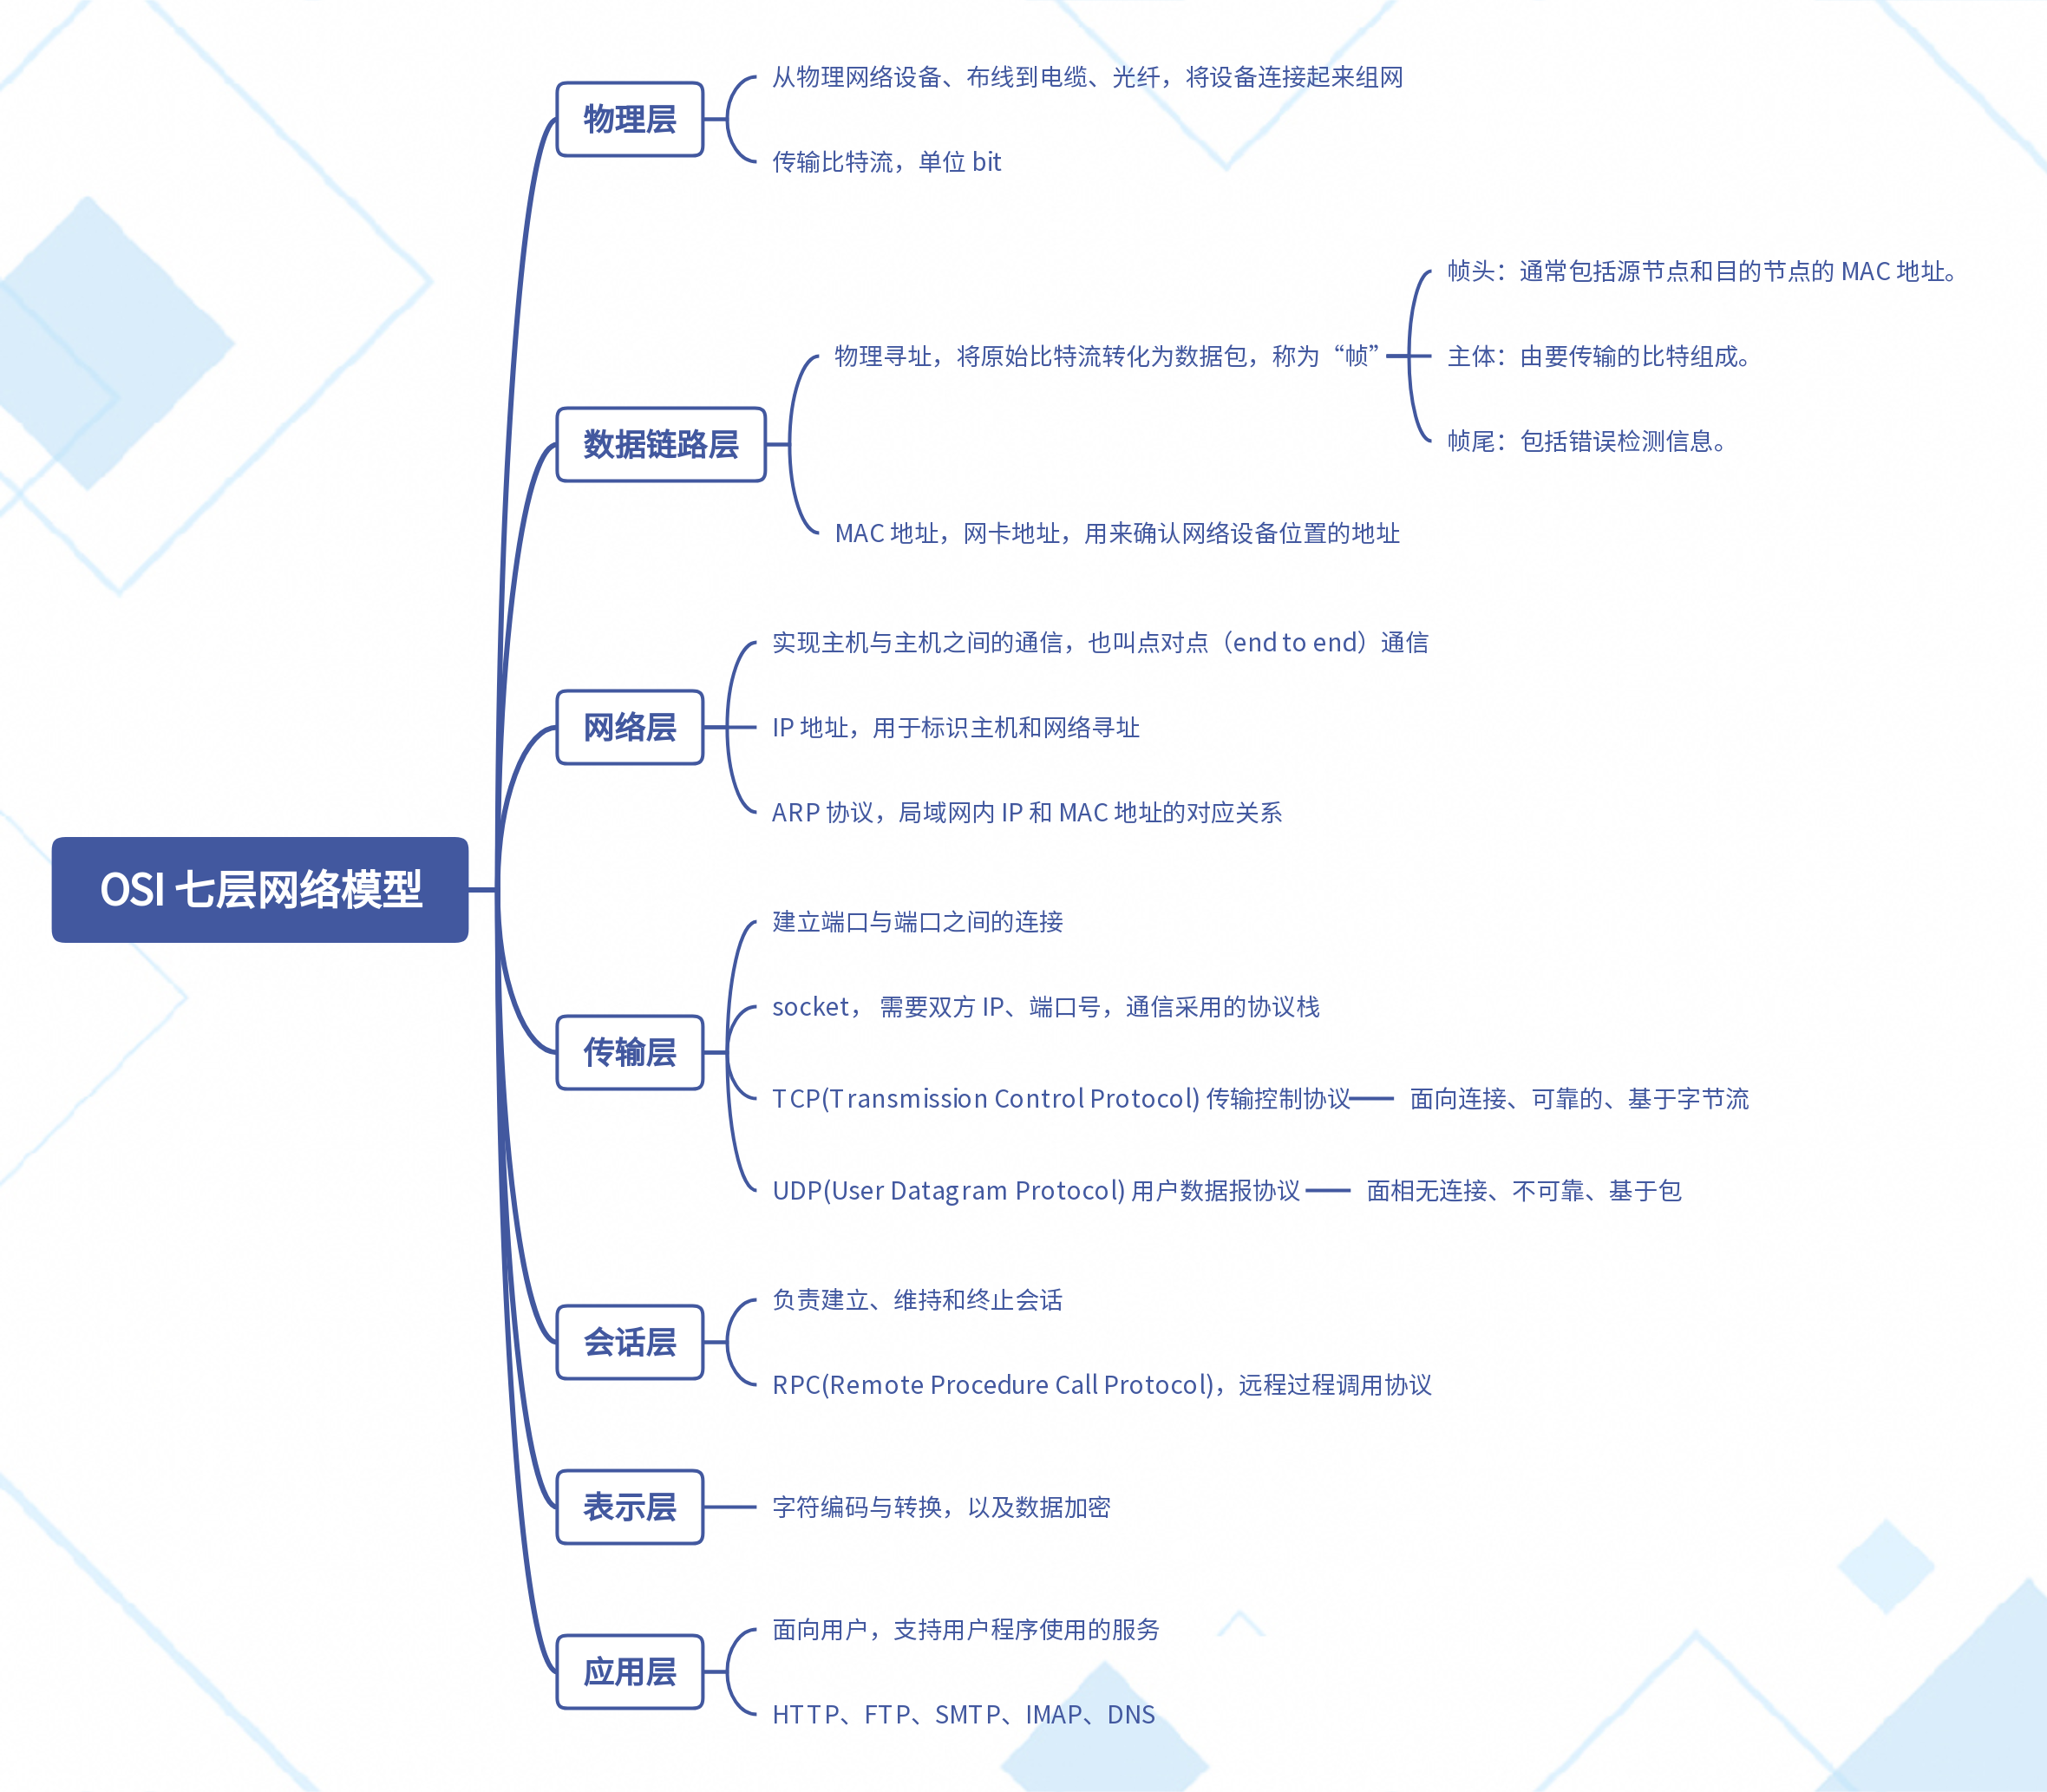 OSI 七层网络模型
物理层
从物理网络设备、布线到电缆、光纤，将设备连接起来组网
传输比特流，单位 bit
数据链路层
物理寻址，将原始比特流转化为数据包，称为“帧”
帧头：通常包括源节点和目的节点的 MAC 地址。
主体：由要传输的比特组成。
帧尾：包括错误检测信息。
MAC 地址，网卡地址，用来确认网络设备位置的地址
网络层
实现主机与主机之间的通信，也叫点对点（end to end）通信
IP 地址，用于标识主机和网络寻址
ARP 协议，局域网内 IP 和 MAC 地址的对应关系
传输层
建立端口与端口之间的连接
socket， 需要双方 IP、端口号，通信采用的协议栈
TCP(Transmission Control Protocol) 传输控制协议
面向连接、可靠的、基于字节流
UDP(User Datagram Protocol) 用户数据报协议
面相无连接、不可靠、基于包
会话层
负责建立、维持和终止会话
RPC(Remote Procedure Call Protocol)，远程过程调用协议
表示层
字符编码与转换，以及数据加密
应用层
面向用户，支持用户程序使用的服务
HTTP、FTP、SMTP、IMAP、DNS